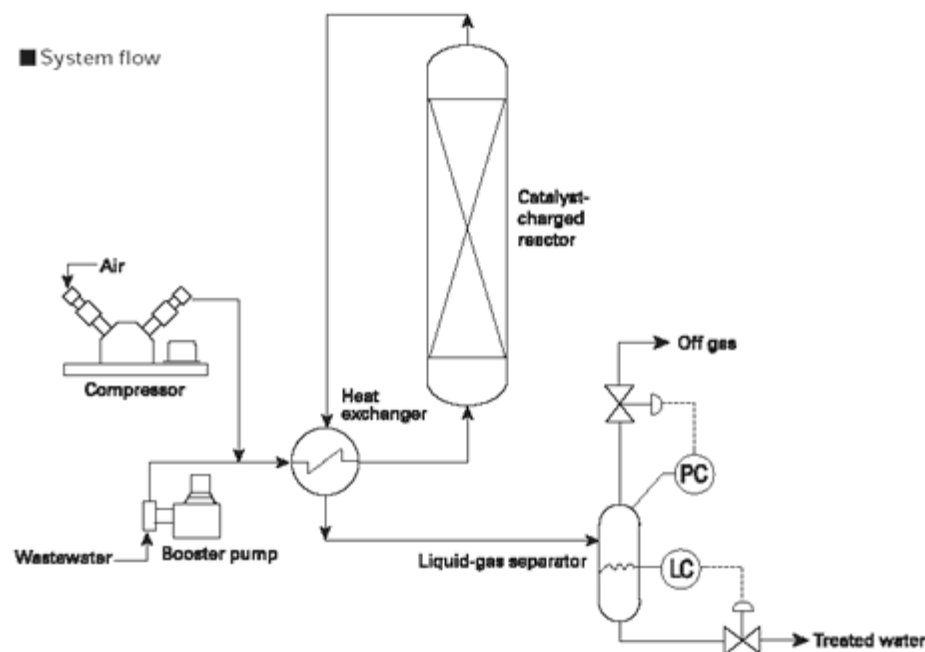 ■ System flow
Catalyst-
charged
reactor
Air
Compressor
Off gas
Heat
exchanger
PC
Wastewater
Booster pump
Liquid-gas separator
LC
Treated water